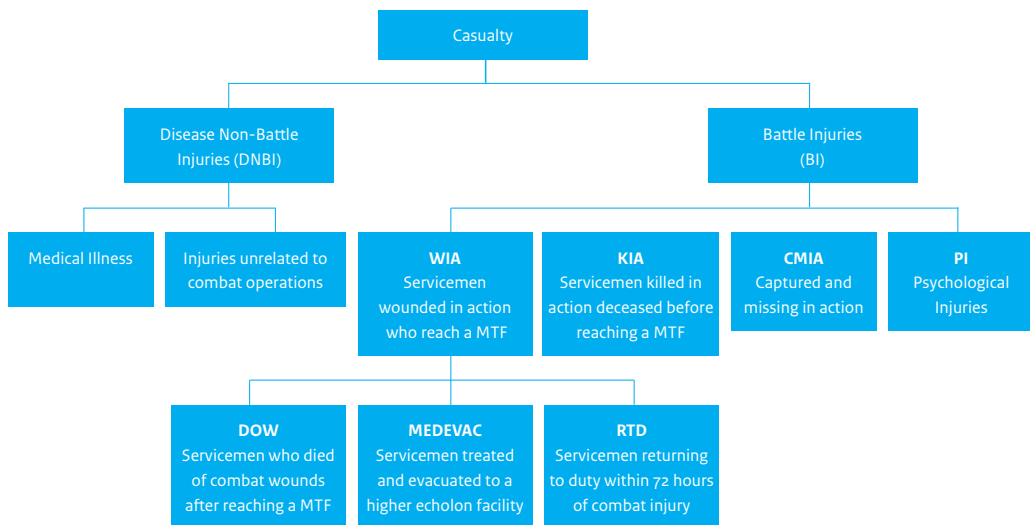 Casualty
Disease Non-Battle
Injuries (DNBI)
Battle Injuries
(BI)
Medical Illness
Injuries unrelated to
combat operations
WIA
Servicemen
wounded in action
who reach a MTF
KIA
Servicemen killed in
action deceased before
reaching a MTF
CMIA
Captured and
missing in action
PI
Psychological
Injuries
DOW
Servicemen who died
of combat wounds
after reaching a MTF
MEDEVAC
Servicemen treated
and evacuated to a
higher echolon facility
RTD
Servicemen returning
to duty within 72 hours
of combat injury